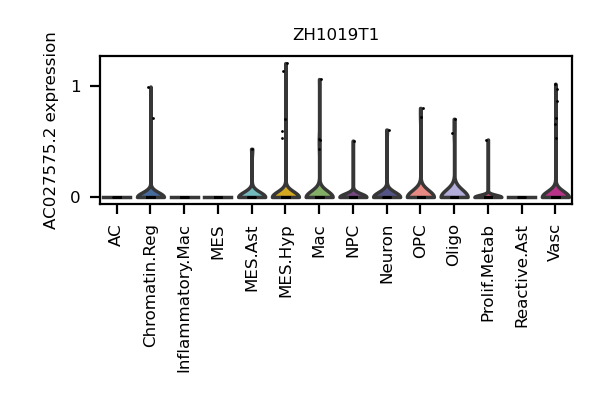 ZH1019T1
AC027575.2 expression
1
0
AC
Chromatin.Reg
Inflammatory.Mac
MES
MES.Ast
MES.Hyp
Mac
NPC
Neuron
OPC
Oligo
Prolif.Metab
Reactive.Ast
Vasc